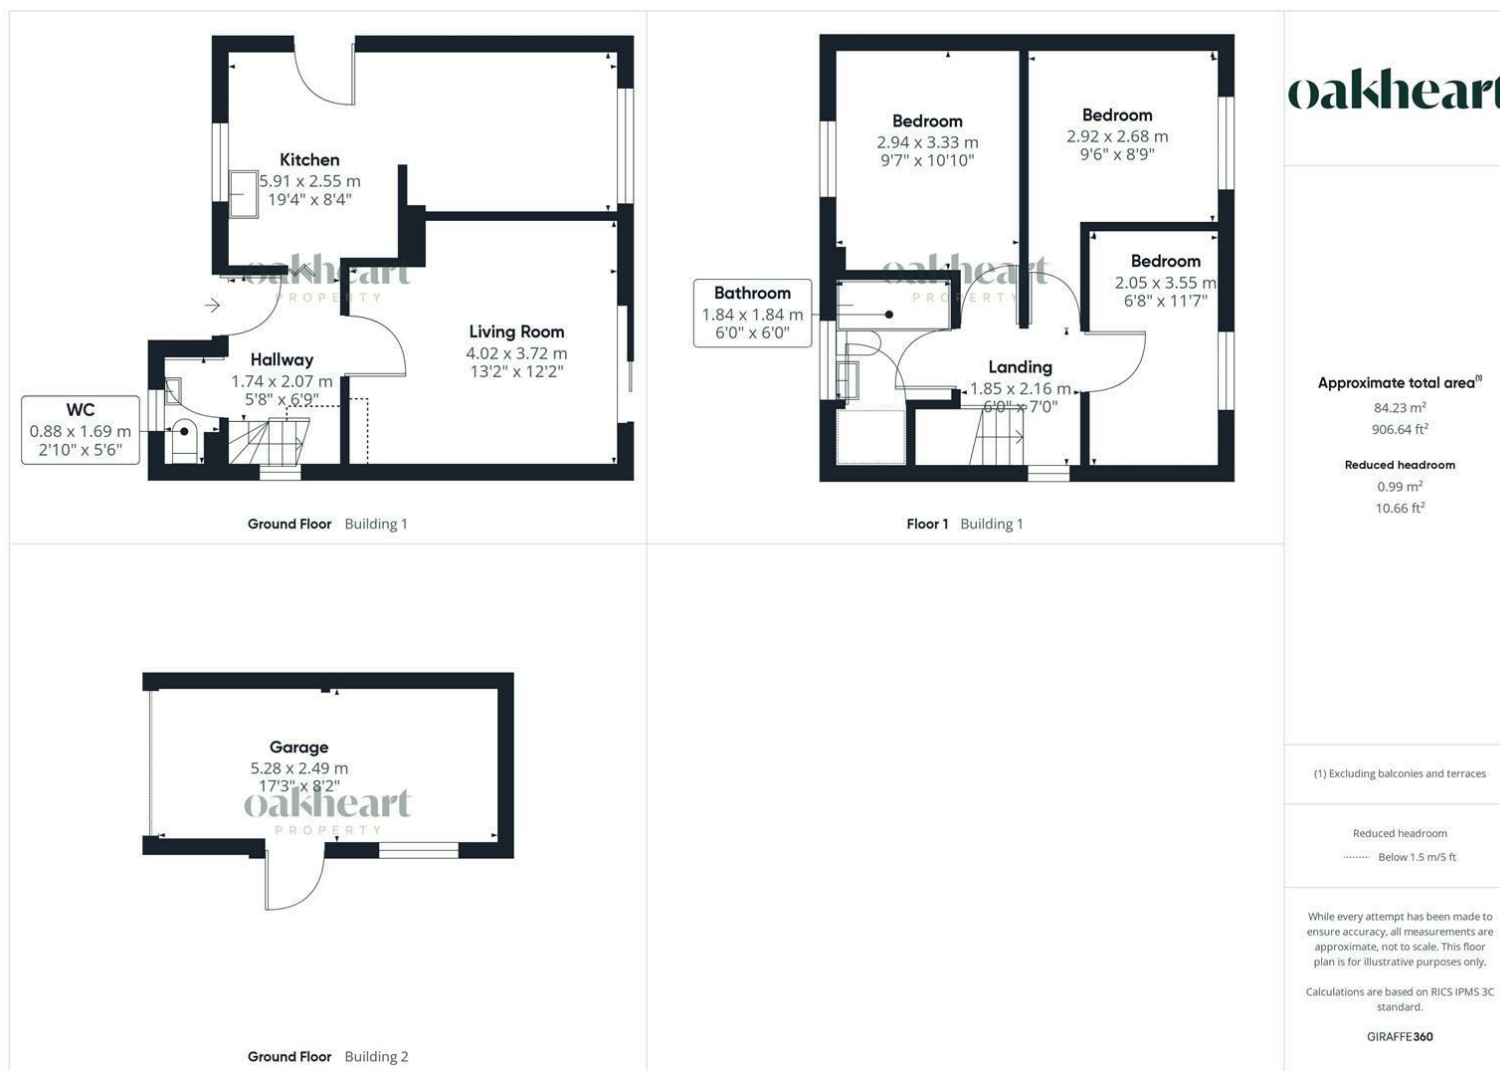 Kitchen
5.91 x 2.55 m
19'4" x 8'4"
oakheart
PROPERTY
Hallway
1.74 x 2.07 m
5'8" x 6'9"
Living Room
4.02 x 3.72 m
13'2" x 12'2"
WC
0.88 x 1.69 m
2'10" x 5'6"
Ground Floor Building 1
Bedroom
2.94 x 3.33 m
9'7" x 10'10"
Bedroom
2.92 x 2.68 m
9'6" x 8'9"
Bedroom
2.05 x 3.55 m
6'8" x 11'7"
oakheart
PROPERTY
Bathroom
1.84 x 1.84 m
6'0" x 6'0"
Landing
1.85 x 2.16 m
6'0" x 7'0"
Floor 1 Building 1
Garage
5.28 x 2.49 m
17'3" x 8'2"
oakheart
PROPERTY
Ground Floor Building 2
oakheart
Approximate total area(1)
84.23 m²
906.64 ft²
Reduced headroom
0.99 m²
10.66 ft²
(1) Excluding balconies and terraces
Reduced headroom
Below 1.5 m/5 ft
While every attempt has been made to
ensure accuracy, all measurements are
approximate, not to scale. This floor
plan is for illustrative purposes only.
Calculations are based on RICS IPMS 3C
standard.
GIRAFFE360